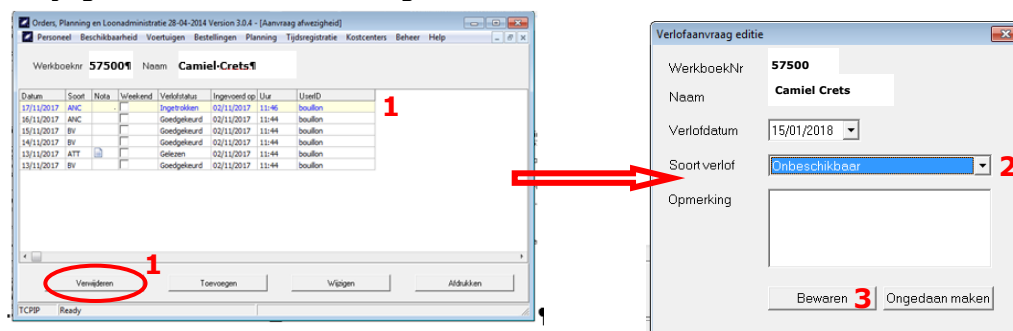 Orders, Planning en Loonadministratie 28-04-2014 Version 3.0.4 - [Aanvraag afwezigheid]
Personeel Beschikbaarheid Voertuigen Bestellingen Planning Tijdsregistratie Kostcenters Beheer Help
Werkboeknr 57500¶ Naam Camiel·Crets¶
Datum Soort Nota Weekend Verlofstatus Ingevoerd op Uur UserID
17/11/2017 ANC Ingetrokken 02/11/2017 11:46 bouillon
16/11/2017 ANC Goedgekeurd 02/11/2017 11:44 bouillon
15/11/2017 BV Goedgekeurd 02/11/2017 11:44 bouillon
14/11/2017 BV Goedgekeurd 02/11/2017 11:44 bouillon
13/11/2017 ATT Gelezen 02/11/2017 11:44 bouillon
13/11/2017 BV Goedgekeurd 02/11/2017 11:44 bouillon
1
1
Verwijderen Toevoegen Wijzigen Afdrukken
TCPIP Ready
Verlofaanvraag editie
WerkboekNr 57500
Naam Camiel Crets
Verlofdatum 15/01/2018
Soort verlof Onbeschikbaar 2
Opmerking
Bewaren 3 Ongedaan maken